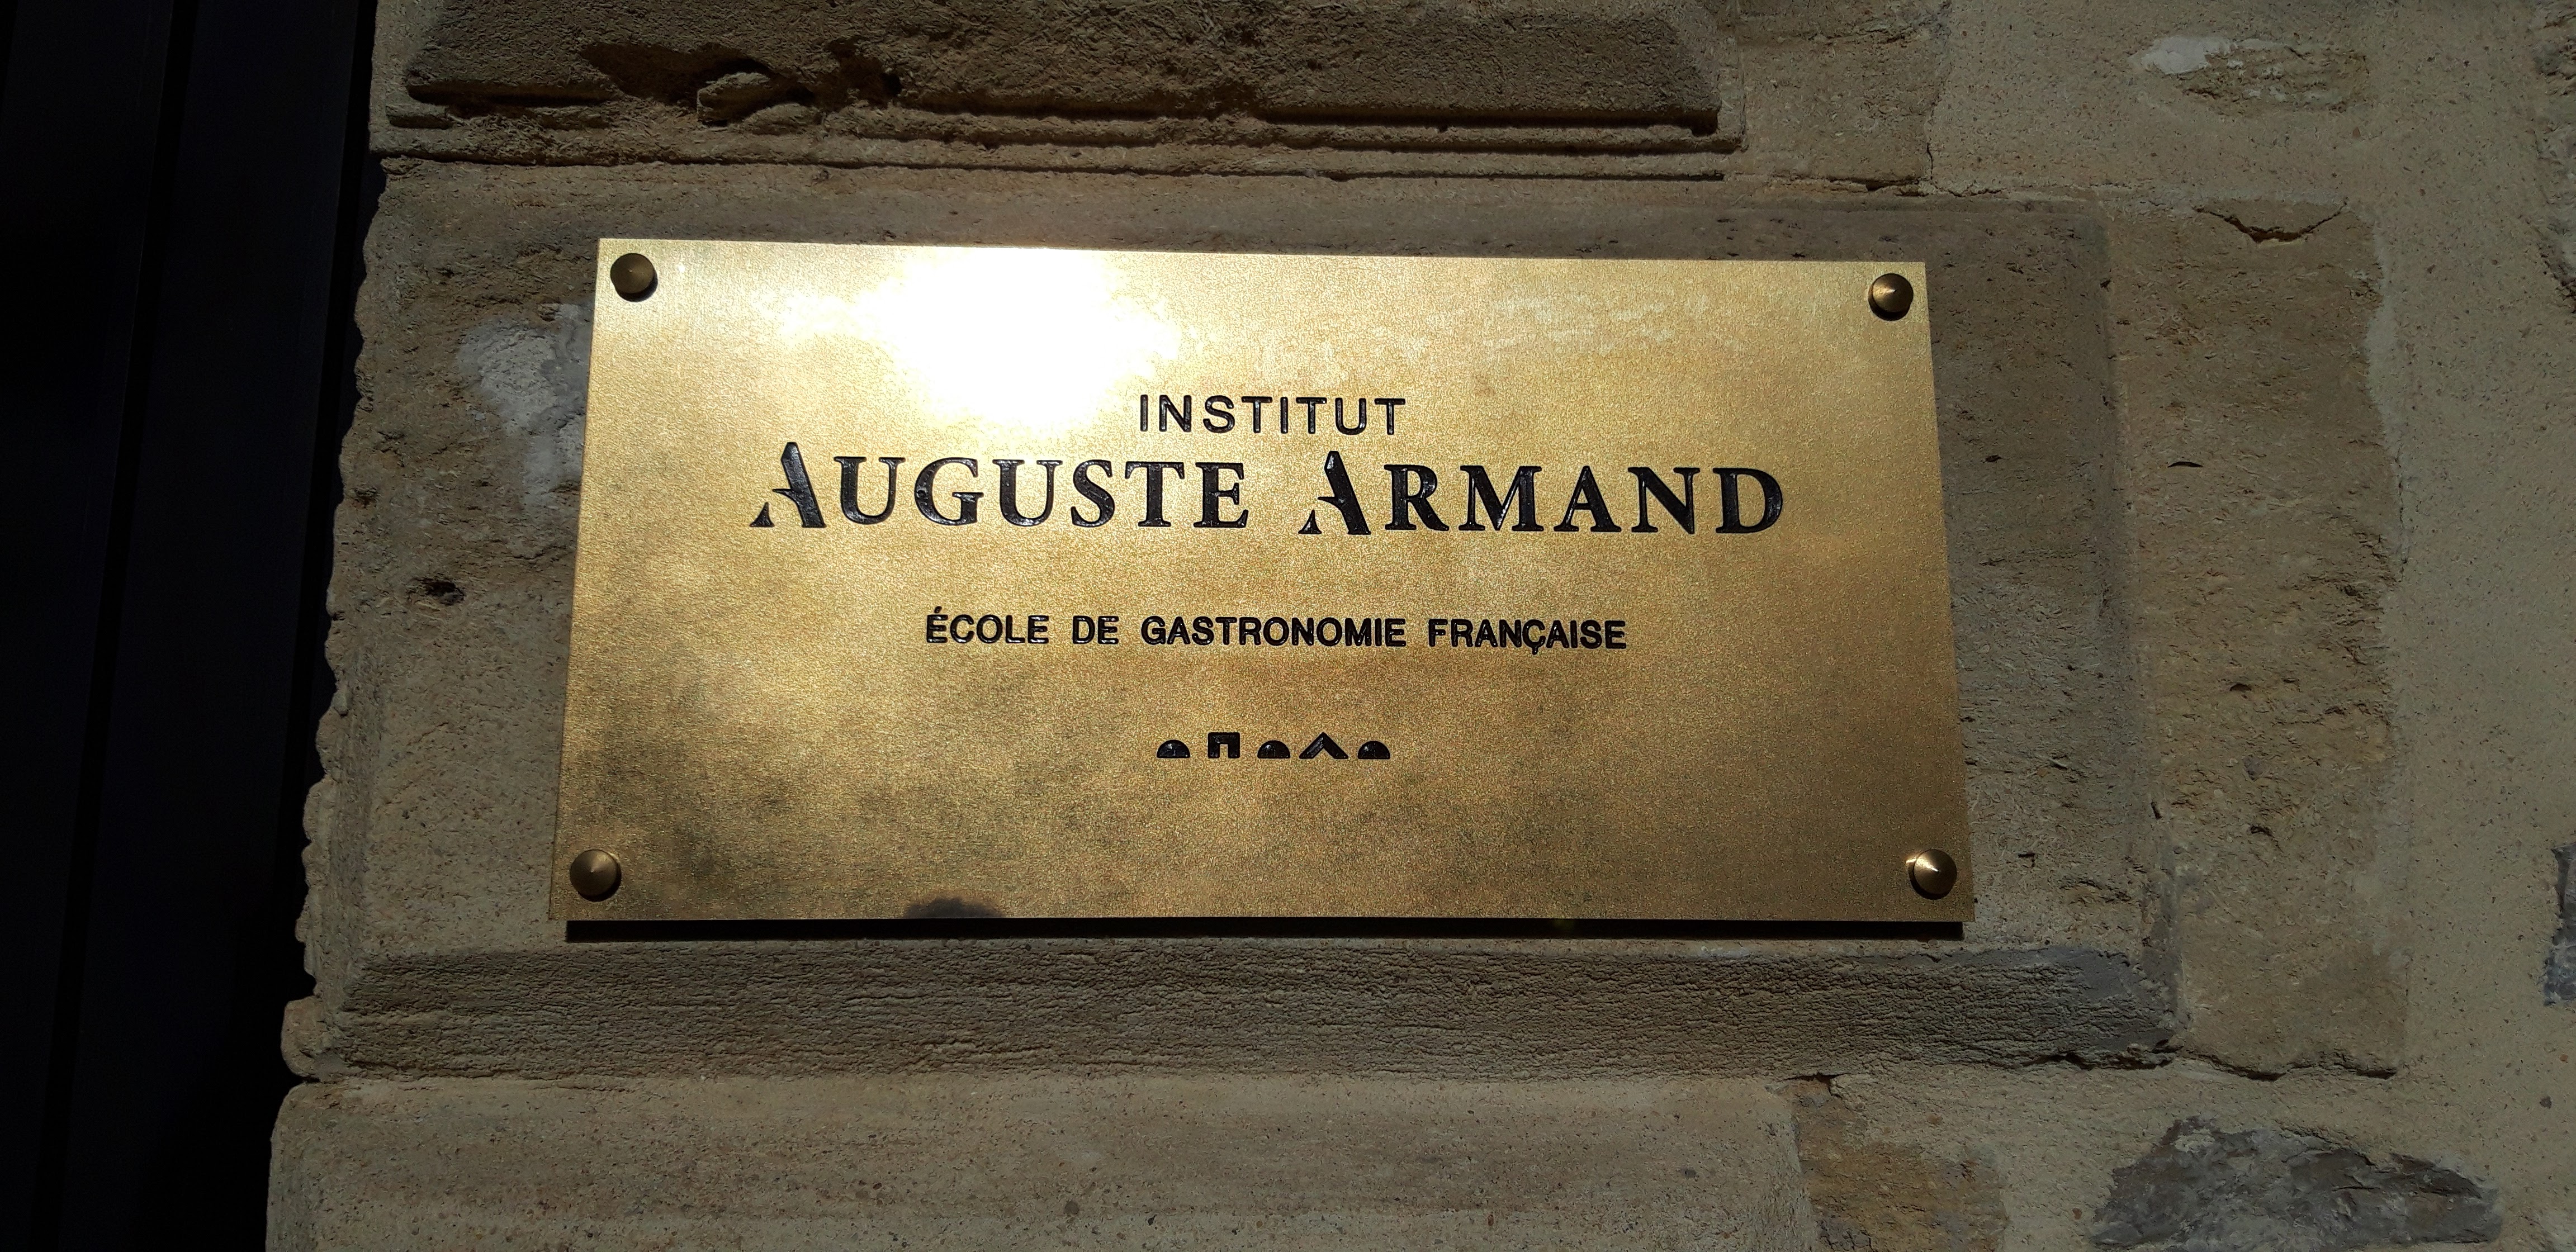 INSTITUT
AUGUSTE ARMAND
ÉCOLE DE GASTRONOMIE FRANÇAISE